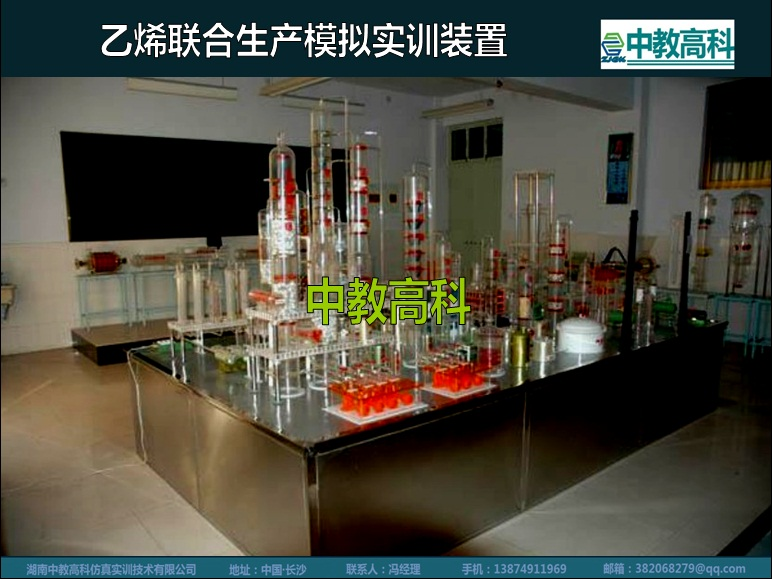 乙烯联合生产模拟实训装置
ZJGK 中教高科
中教高科
湖南中教高科仿真实训技术有限公司 地址：中国·长沙 联系人：冯经理 手机：13874911969 邮箱：382068279@qq.com